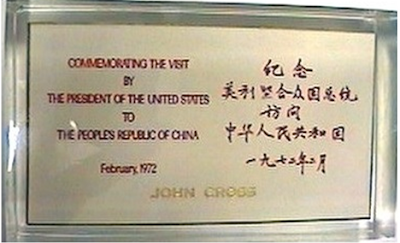 COMMEMORATING THE VISIT
BY
THE PRESIDENT OF THE UNITED STATES
TO
THE PEOPLE'S REPUBLIC OF CHINA
February, 1972
纪念
美利坚合众国总统
访问
中华人民共和国
一九七二年二月
JOHN CROSS